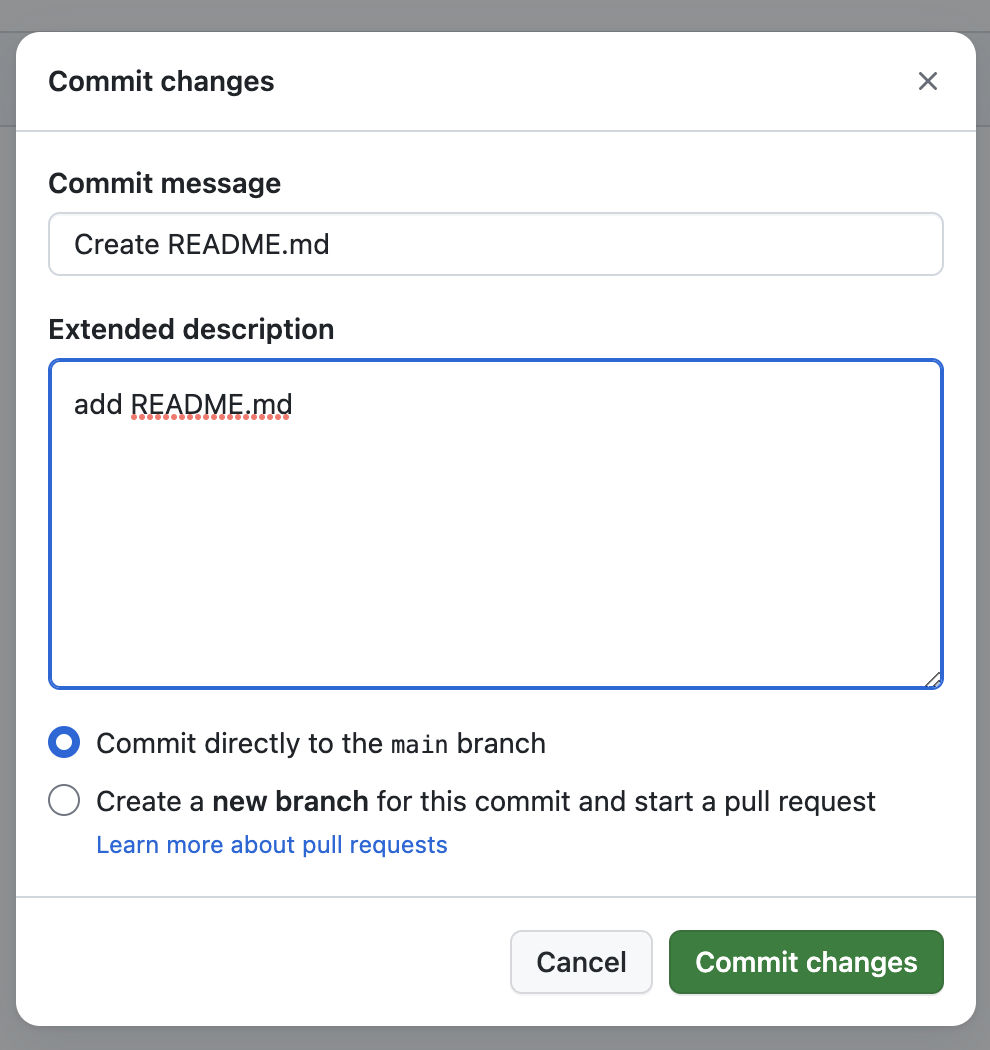 Commit changes
Commit message
Create README.md
Extended description
add README.md
Commit directly to the main branch
Create a new branch for this commit and start a pull request
Learn more about pull requests
Cancel
Commit changes